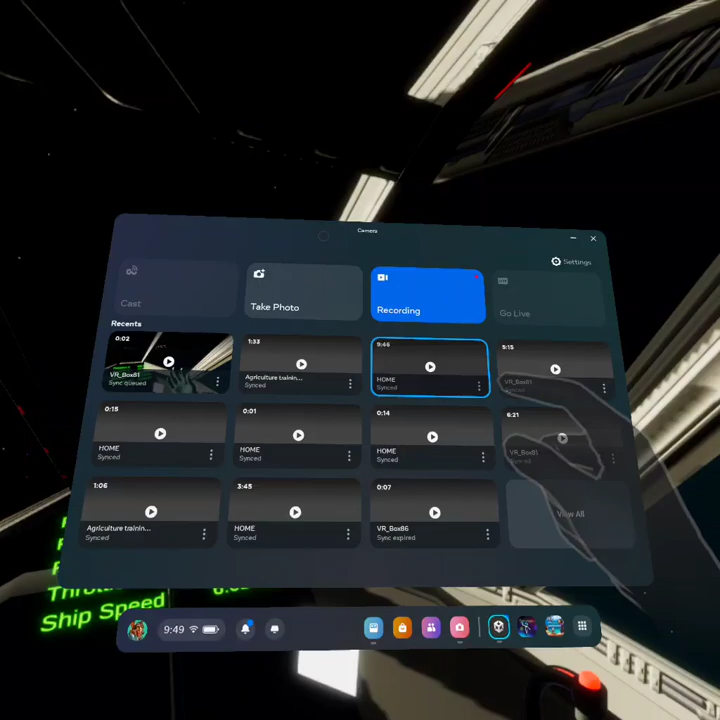 Camera
Settings
Cast
Take Photo
Recording
Go Live
Recents
0:02
VR_Box81
Sync queued
1:33
Agriculture trainin...
Synced
9:46
HOME
Synced
5:15
VR_Box81
Synced
0:15
HOME
Synced
0:01
HOME
Synced
0:14
HOME
Synced
6:21
VR_Box81
Synced
1:06
Agriculture trainin...
Synced
3:45
HOME
Synced
0:07
VR_Box86
Sync expired
View All
Ship Speed
9:49